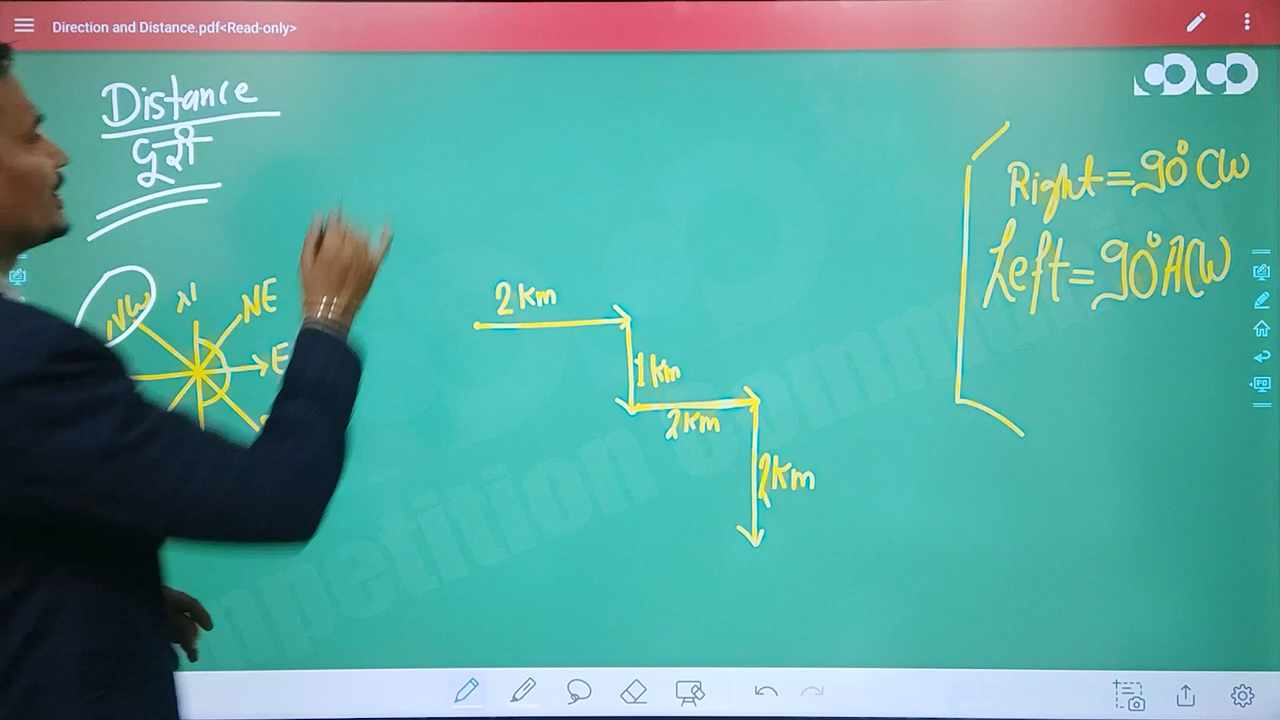 Direction and Distance.pdf<Read-only>
Distance
दूरी
Right = 90° CW
Left = 90° ACW
NW N NE
E
2 Km
1 Km
2 Km
2 Km